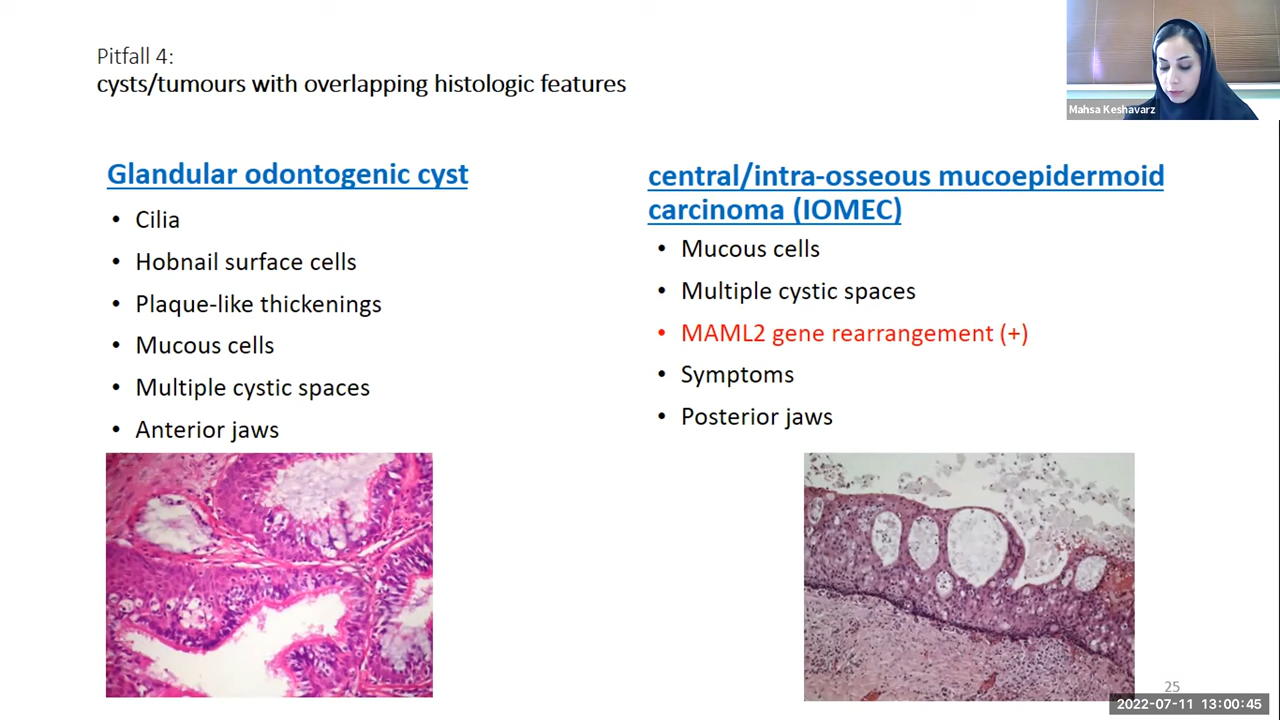 Pitfall 4:
cysts/tumours with overlapping histologic features
Mahsa Keshavarz
Glandular odontogenic cyst
• Cilia
• Hobnail surface cells
• Plaque-like thickenings
• Mucous cells
• Multiple cystic spaces
• Anterior jaws
central/intra-osseous mucoepidermoid
carcinoma (IOMEC)
• Mucous cells
• Multiple cystic spaces
• MAML2 gene rearrangement (+)
• Symptoms
• Posterior jaws
25
2022-07-11 13:00:45